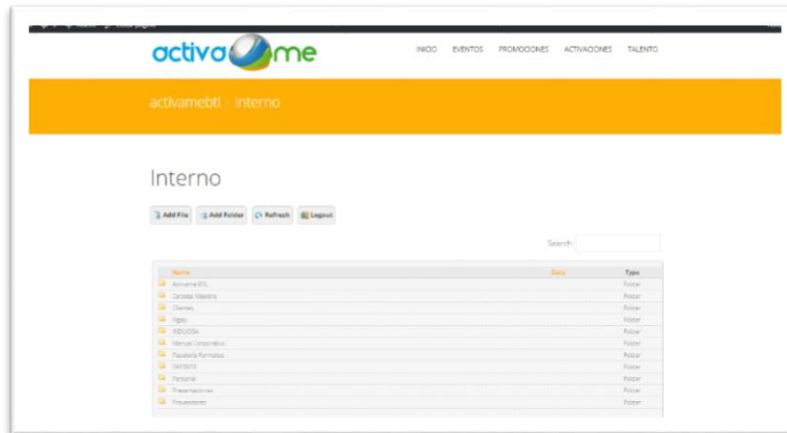 activa me
INICIO EVENTOS PROMOCIONES ACTIVACIONES TALENTO
activamebtl › Interno
Interno
Add File Add Folder Refresh Logout
Search:
Name Date Type
Activame BTL Folder
Carpeta Maestra Folder
Clientes Folder
Folder
INDUCISA Folder
Manual Corporativo Folder
Papelería Formatos Folder
Folder
Personal Folder
Presentaciones Folder
Proveedores Folder